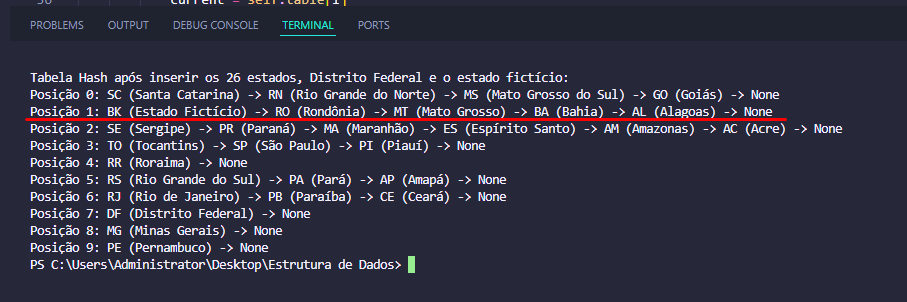 current = self.table[i]
PROBLEMS OUTPUT DEBUG CONSOLE TERMINAL PORTS
Tabela Hash após inserir os 26 estados, Distrito Federal e o estado fictício:
Posição 0: SC (Santa Catarina) -> RN (Rio Grande do Norte) -> MS (Mato Grosso do Sul) -> GO (Goiás) -> None
Posição 1: BK (Estado Fictício) -> RO (Rondônia) -> MT (Mato Grosso) -> BA (Bahia) -> AL (Alagoas) -> None
Posição 2: SE (Sergipe) -> PR (Paraná) -> MA (Maranhão) -> ES (Espírito Santo) -> AM (Amazonas) -> AC (Acre) -> None
Posição 3: TO (Tocantins) -> SP (São Paulo) -> PI (Piauí) -> None
Posição 4: RR (Roraima) -> None
Posição 5: RS (Rio Grande do Sul) -> PA (Pará) -> AP (Amapá) -> None
Posição 6: RJ (Rio de Janeiro) -> PB (Paraíba) -> CE (Ceará) -> None
Posição 7: DF (Distrito Federal) -> None
Posição 8: MG (Minas Gerais) -> None
Posição 9: PE (Pernambuco) -> None
PS C:\Users\Administrator\Desktop\Estrutura de Dados>